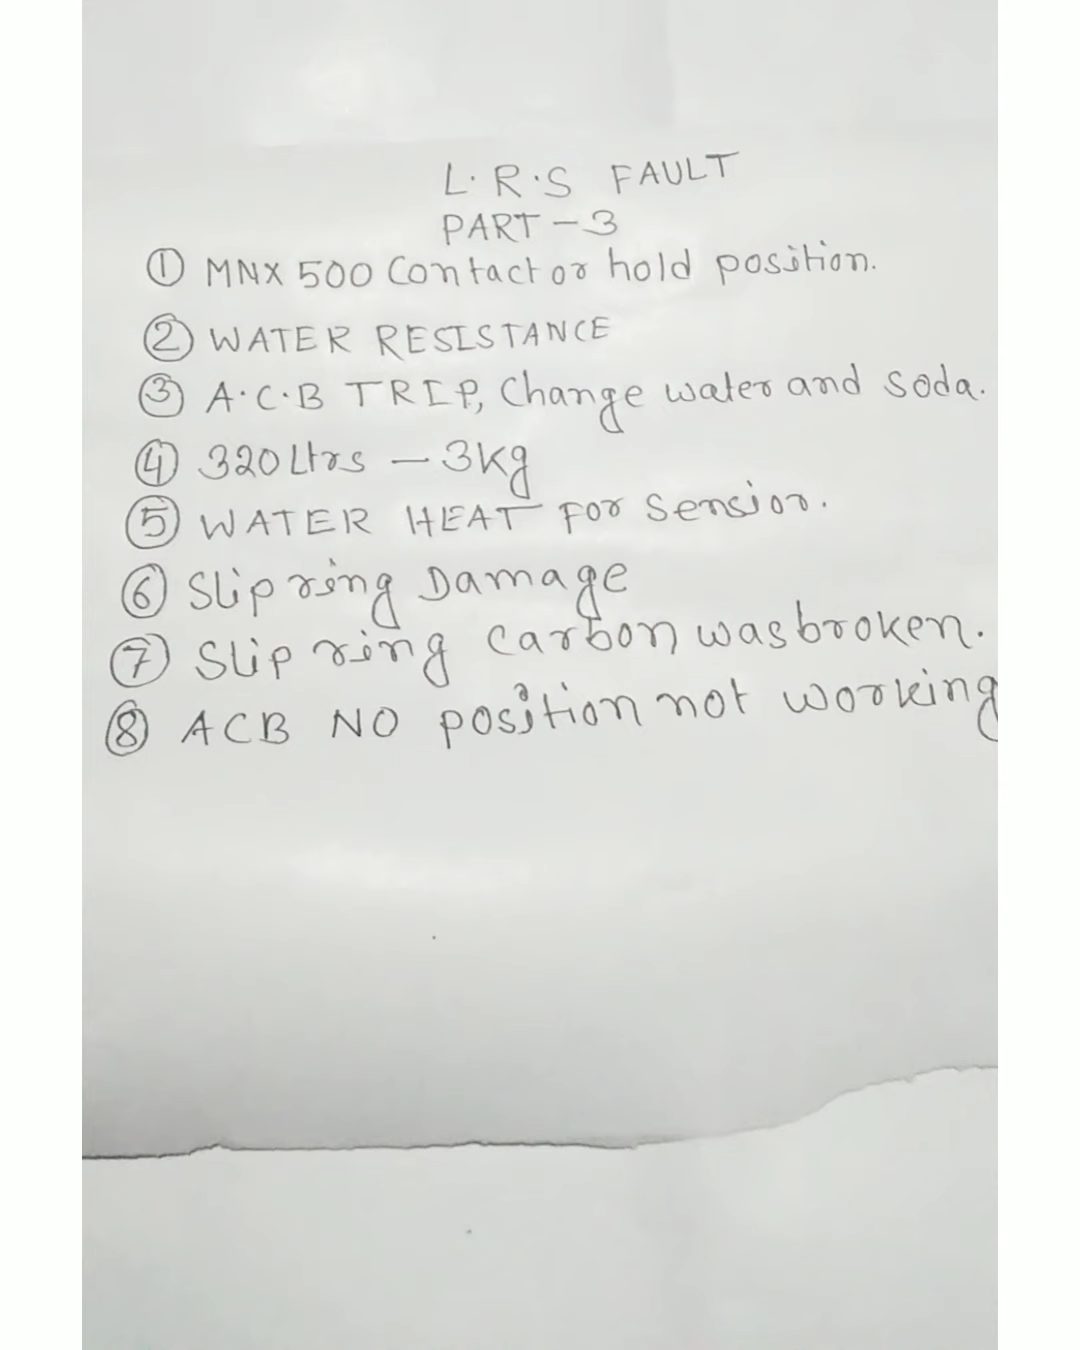 L.R.S FAULT
PART-3
① MNX 500 Contactor hold position.
② WATER RESISTANCE
③ A.C.B TRIP, Change water and soda.
④ 320 Ltrs - 3kg
⑤ WATER HEAT For Sensior.
⑥ Slip ring Damage
⑦ Slip ring Carbon was broken.
⑧ ACB NO position not working